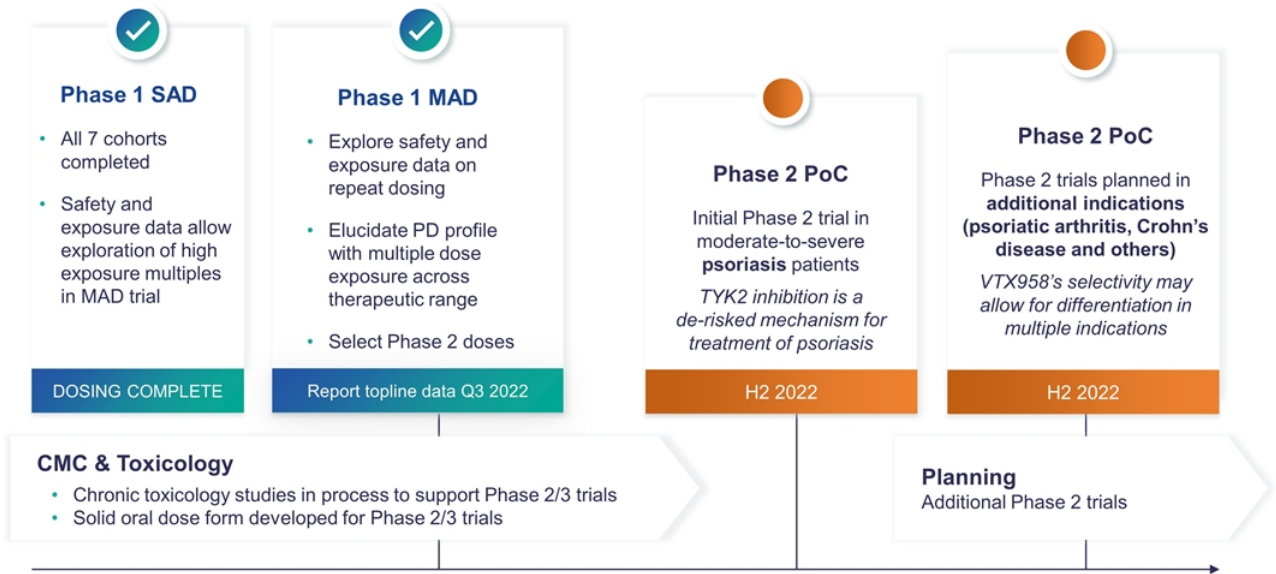 Phase 1 SAD
• All 7 cohorts
completed
• Safety and
exposure data allow
exploration of high
exposure multiples
in MAD trial
DOSING COMPLETE
Phase 1 MAD
• Explore safety and
exposure data on
repeat dosing
• Elucidate PD profile
with multiple dose
exposure across
therapeutic range
• Select Phase 2 doses
Report topline data Q3 2022
Phase 2 PoC
Initial Phase 2 trial in
moderate-to-severe
psoriasis patients
TYK2 inhibition is a
de-risked mechanism for
treatment of psoriasis
H2 2022
Phase 2 PoC
Phase 2 trials planned in
additional indications
(psoriatic arthritis, Crohn’s
disease and others)
VTX958’s selectivity may
allow for differentiation in
multiple indications
H2 2022
CMC & Toxicology
• Chronic toxicology studies in process to support Phase 2/3 trials
• Solid oral dose form developed for Phase 2/3 trials
Planning
Additional Phase 2 trials